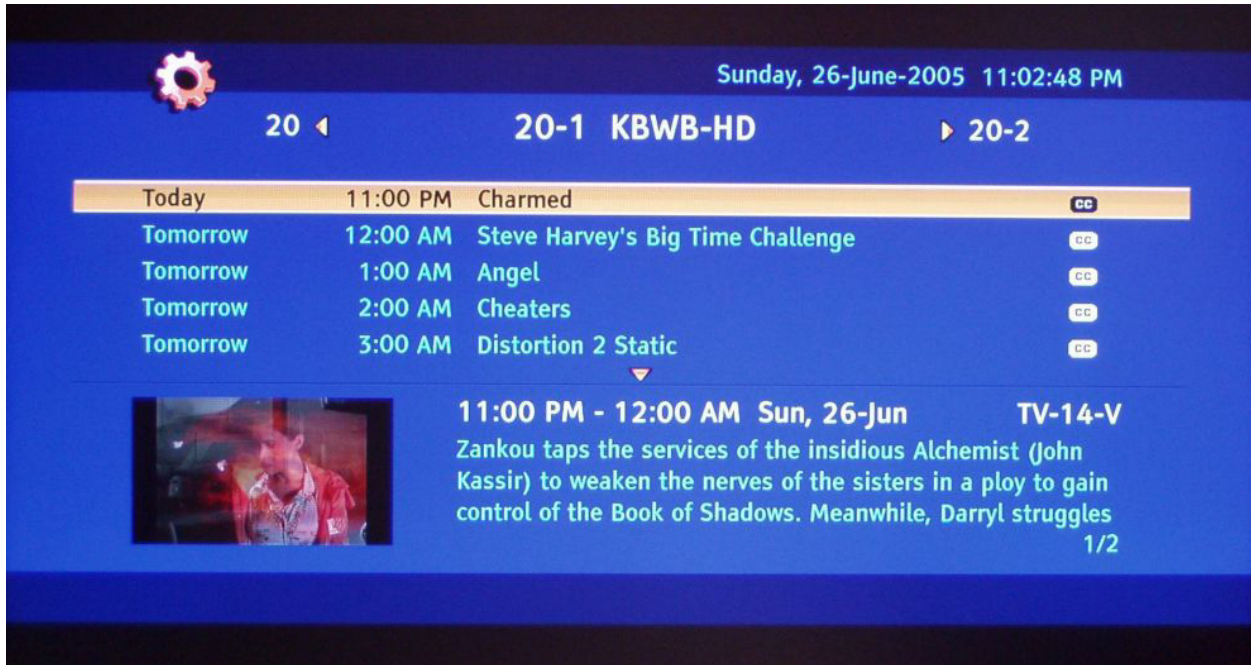 Sunday, 26-June-2005 11:02:48 PM
20 20-1 KBWB-HD 20-2
Today 11:00 PM Charmed CC
Tomorrow 12:00 AM Steve Harvey's Big Time Challenge CC
Tomorrow 1:00 AM Angel CC
Tomorrow 2:00 AM Cheaters CC
Tomorrow 3:00 AM Distortion 2 Static CC
11:00 PM - 12:00 AM Sun, 26-Jun TV-14-V
Zankou taps the services of the insidious Alchemist (John
Kassir) to weaken the nerves of the sisters in a ploy to gain
control of the Book of Shadows. Meanwhile, Darryl struggles
1/2